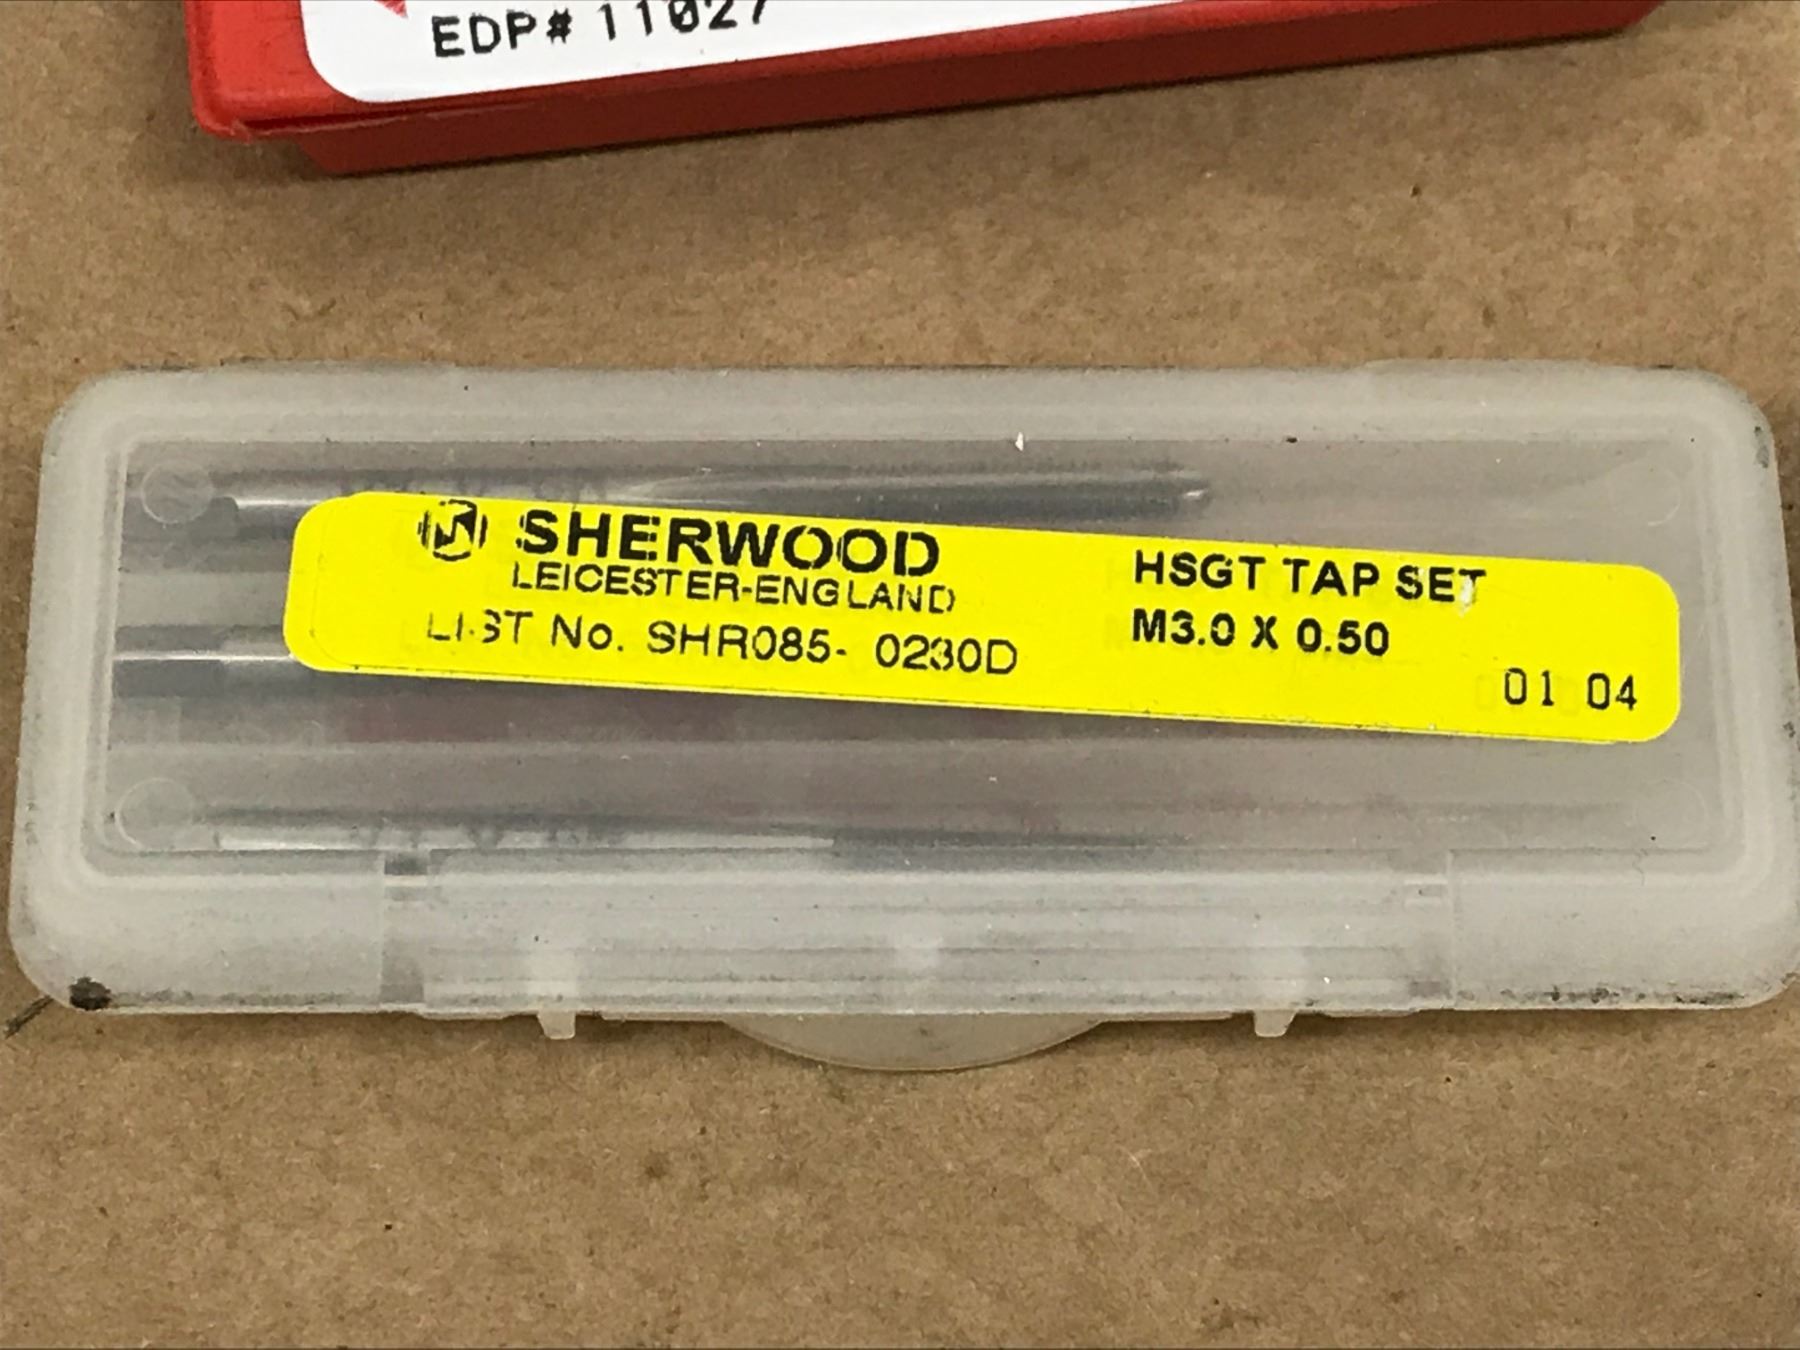 EDP# 11027
SHERWOOD
LEICESTER-ENGLAND
LIST No. SHR085- 0230D
HSGT TAP SET
M3.0 X 0.50
01 04